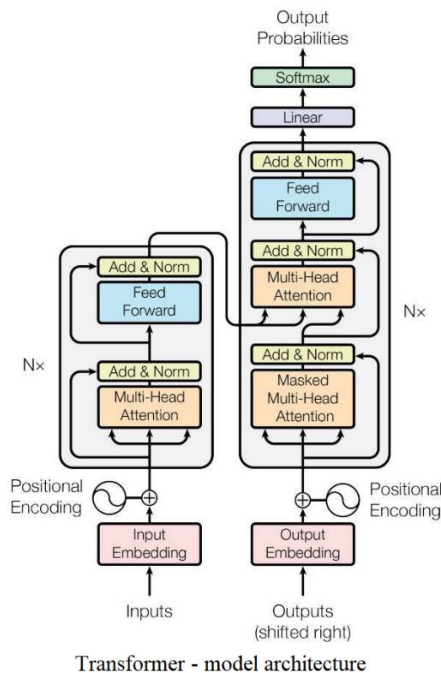 Output
Probabilities
Softmax
Linear
Add & Norm
Feed
Forward
Add & Norm
Multi-Head
Attention
Nx
Add & Norm
Masked
Multi-Head
Attention
Add & Norm
Feed
Forward
Nx
Add & Norm
Multi-Head
Attention
Positional
Encoding
Positional
Encoding
Input
Embedding
Output
Embedding
Inputs
Outputs
(shifted right)
Transformer - model architecture